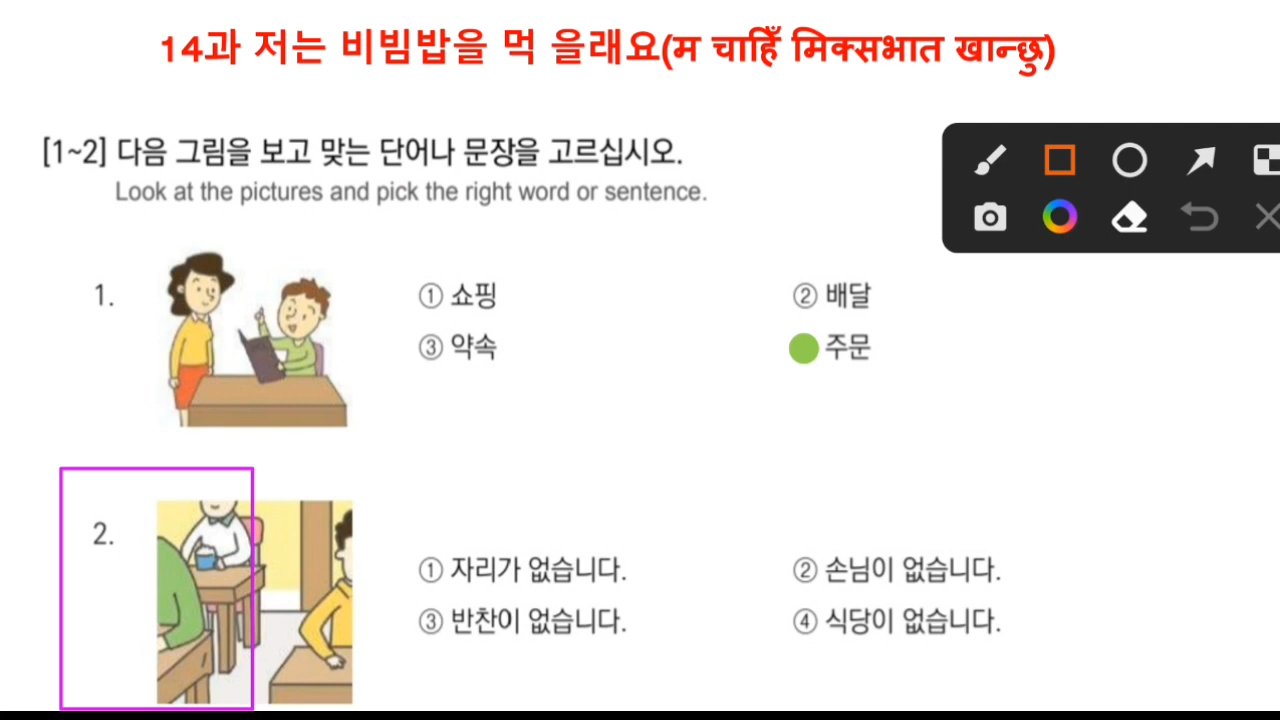 14과 저는 비빔밥을 먹 을래요(म चाहिँ मिक्सभात खान्छु)
[1~2] 다음 그림을 보고 맞는 단어나 문장을 고르십시오.
Look at the pictures and pick the right word or sentence.
1.
① 쇼핑
② 배달
③ 약속
주문
2.
① 자리가 없습니다.
② 손님이 없습니다.
③ 반찬이 없습니다.
④ 식당이 없습니다.